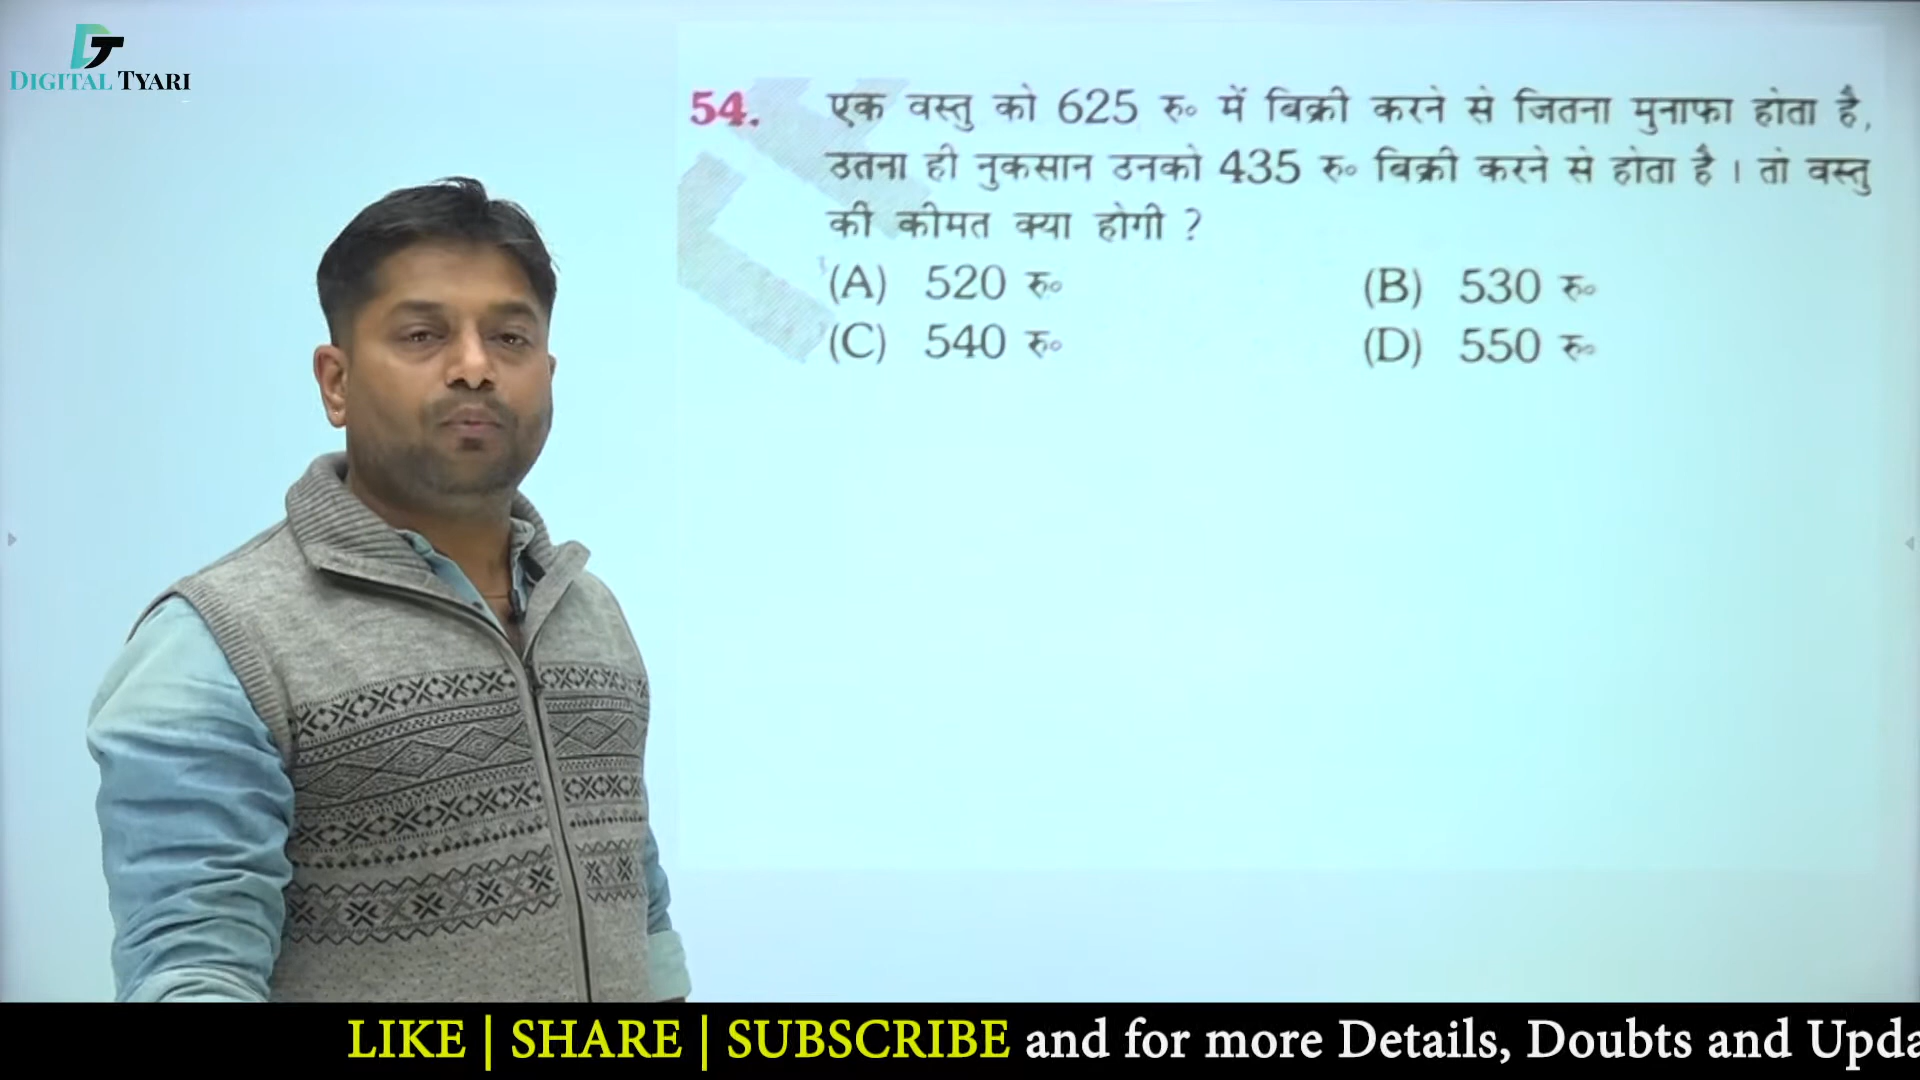 DIGITAL TYARI
54. एक वस्तु को 625 रु० में बिक्री करने से जितना मुनाफा होता है,
उतना ही नुकसान उनको 435 रु० बिक्री करने से होता है । तो वस्तु
की कीमत क्या होगी ?
(A) 520 रु० (B) 530 रु०
(C) 540 रु० (D) 550 रु०
LIKE | SHARE | SUBSCRIBE and for more Details, Doubts and Upda